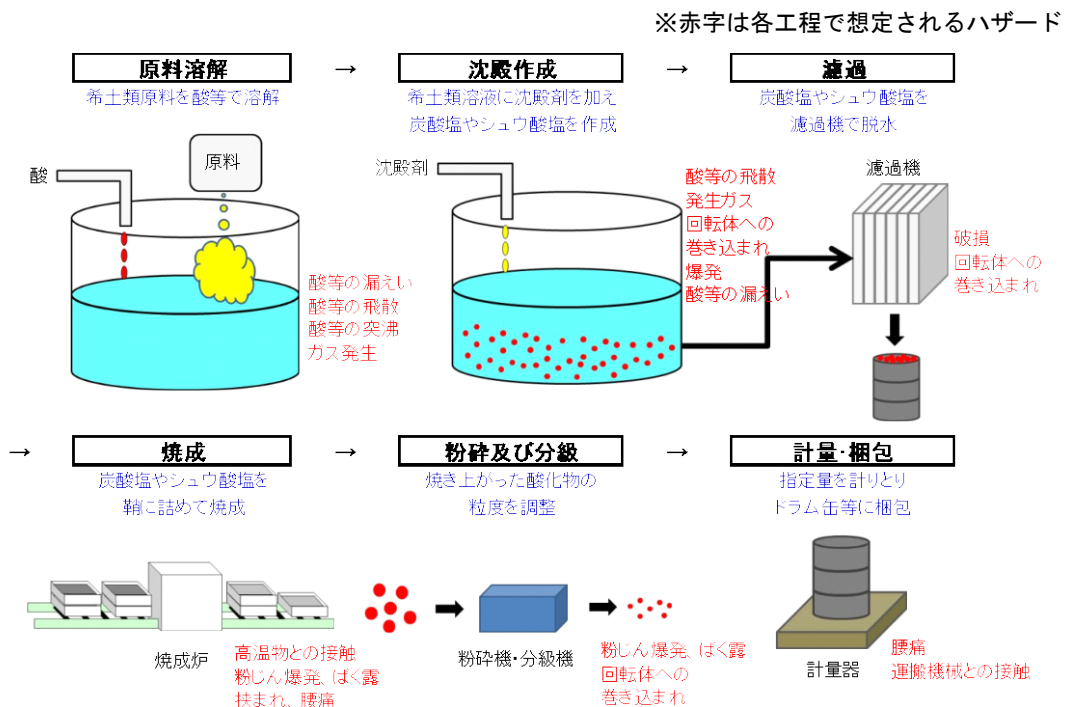 ※赤字は各工程で想定されるハザード
原料溶解
→
沈殿作成
→
濾過
希土類原料を酸等で溶解
希土類溶液に沈殿剤を加え
炭酸塩やシュウ酸塩を作成
炭酸塩やシュウ酸塩を
濾過機で脱水
酸
原料
酸等の漏えい
酸等の飛散
酸等の突沸
ガス発生
沈殿剤
酸等の飛散
発生ガス
回転体への
巻き込まれ
爆発
酸等の漏えい
濾過機
破損
回転体への
巻き込まれ
→
焼成
→
粉砕及び分級
→
計量・梱包
炭酸塩やシュウ酸塩を
鞘に詰めて焼成
焼き上がった酸化物の
粒度を調整
指定量を計りとり
ドラム缶等に梱包
焼成炉
高温物との接触
粉じん爆発、ばく露
挟まれ、腰痛
粉砕機・分級機
粉じん爆発、ばく露
回転体への
巻き込まれ
計量器
腰痛
運搬機械との接触